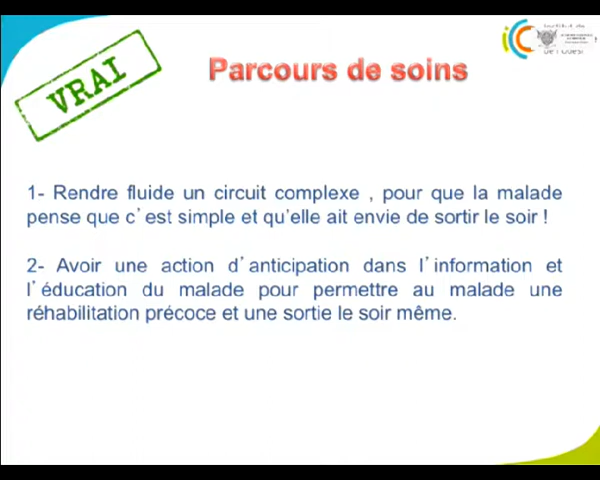 VRAI
Parcours de soins
1- Rendre fluide un circuit complexe , pour que la malade
pense que c'est simple et qu'elle ait envie de sortir le soir !
2- Avoir une action d'anticipation dans l'information et
l'éducation du malade pour permettre au malade une
réhabilitation précoce et une sortie le soir même.